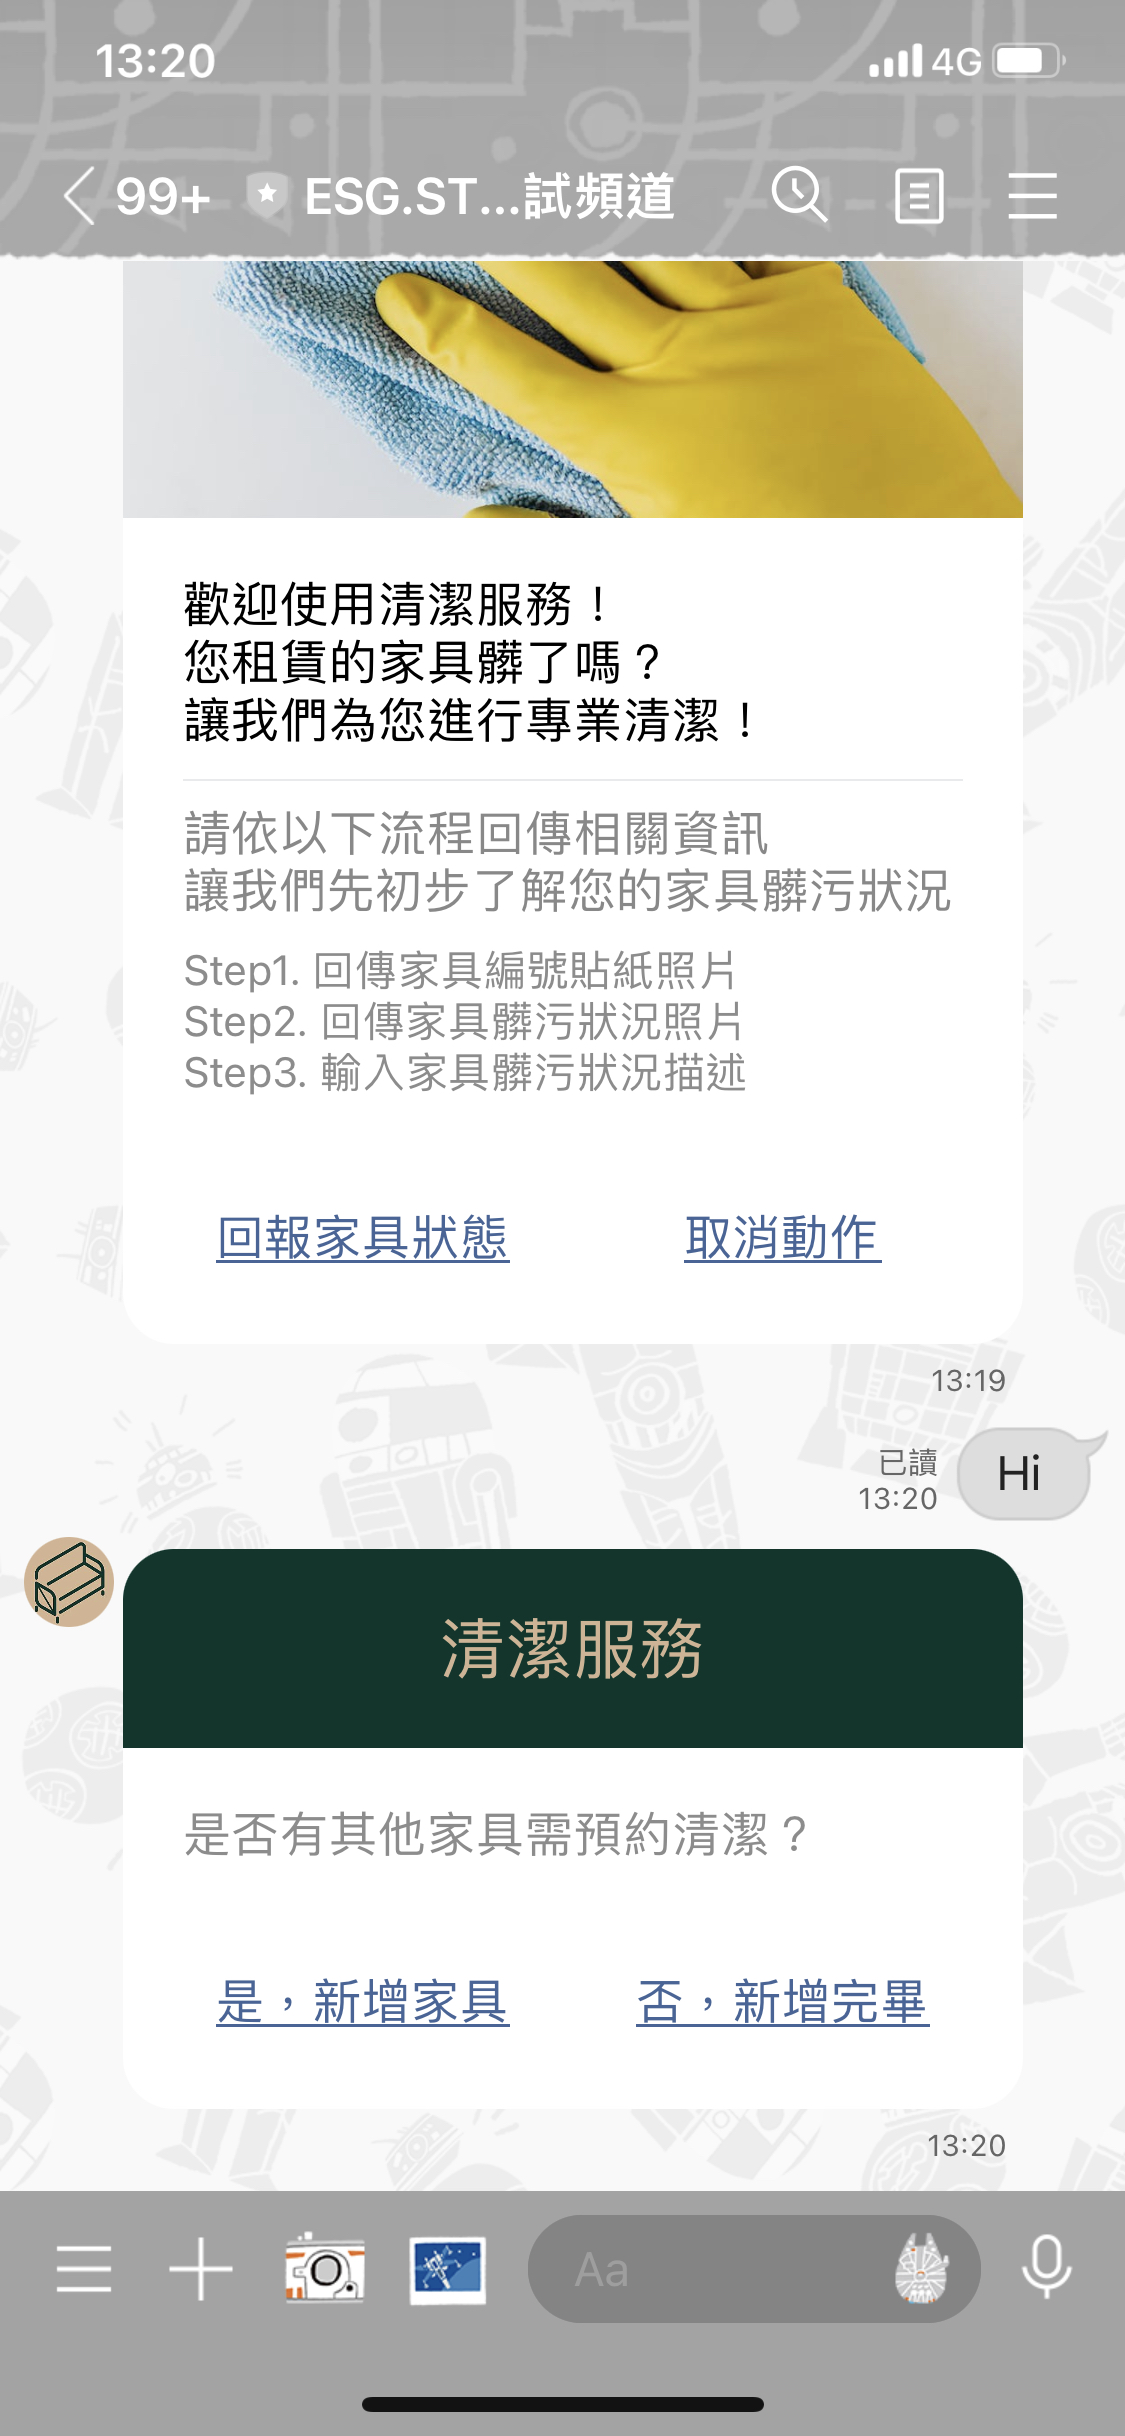 13:20
4G
99+
ESG.ST...試頻道
歡迎使用清潔服務！
您租賃的家具髒了嗎？
讓我們為您進行專業清潔！
請依以下流程回傳相關資訊
讓我們先初步了解您的家具髒污狀況
Step1. 回傳家具編號貼紙照片
Step2. 回傳家具髒污狀況照片
Step3. 輸入家具髒污狀況描述
回報家具狀態
取消動作
13:19
已讀
13:20
Hi
清潔服務
是否有其他家具需預約清潔？
是，新增家具
否，新增完畢
13:20
Aa